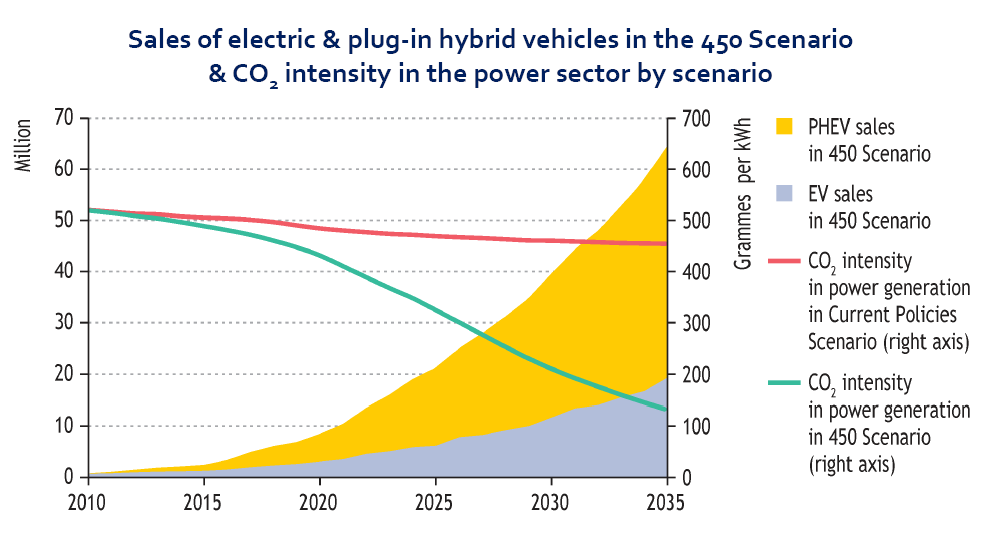 Sales of electric & plug-in hybrid vehicles in the 450 Scenario
& CO₂ intensity in the power sector by scenario
Million
70
60
50
40
30
20
10
0
2010
2015
2020
2025
2030
2035
700
600
500
400
300
200
100
0
Grammes per kWh
PHEV sales
in 450 Scenario
EV sales
in 450 Scenario
CO₂ intensity
in power generation
in Current Policies
Scenario (right axis)
CO₂ intensity
in power generation
in 450 Scenario
(right axis)